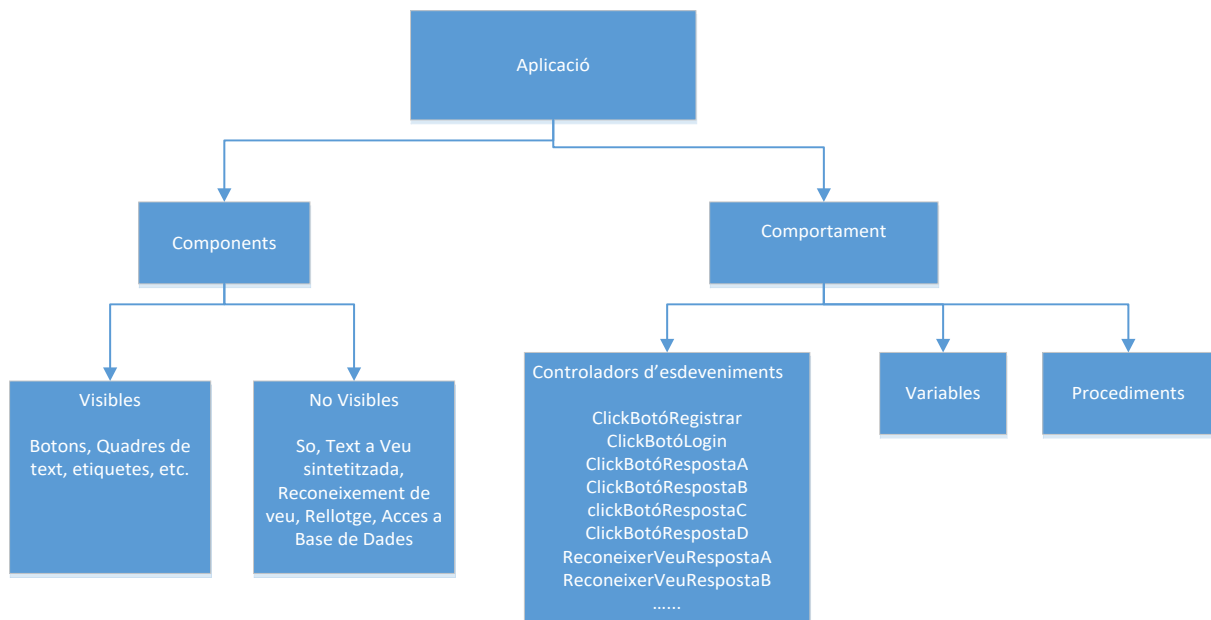 Aplicació
Components
Comportament
Visibles
Botons, Quadres de
text, etiquetes, etc.
No Visibles
So, Text a Veu
sintetitzada,
Reconeixement de
veu, Rellotge, Acces a
Base de Dades
Controladors d'esdeveniments
ClickBotóRegistrar
ClickBotóLogin
ClickBotóRespostaA
ClickBotóRespostaB
clickBotóRespostaC
ClickBotóRespostaD
ReconeixerVeuRespostaA
ReconeixerVeuRespostaB
......
Variables
Procediments